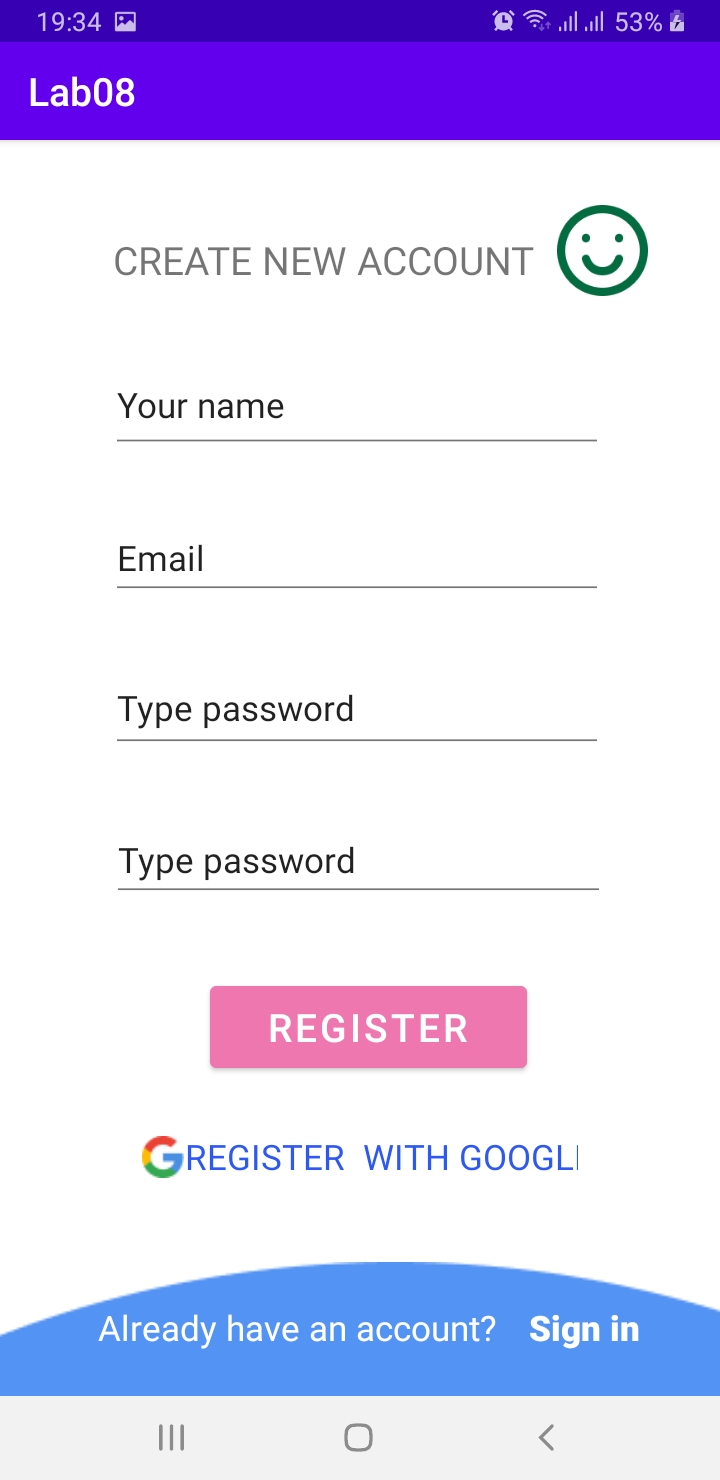 19:34 53%
Lab08
CREATE NEW ACCOUNT
Your name
Email
Type password
Type password
REGISTER
REGISTER WITH GOOGL
Already have an account? Sign in